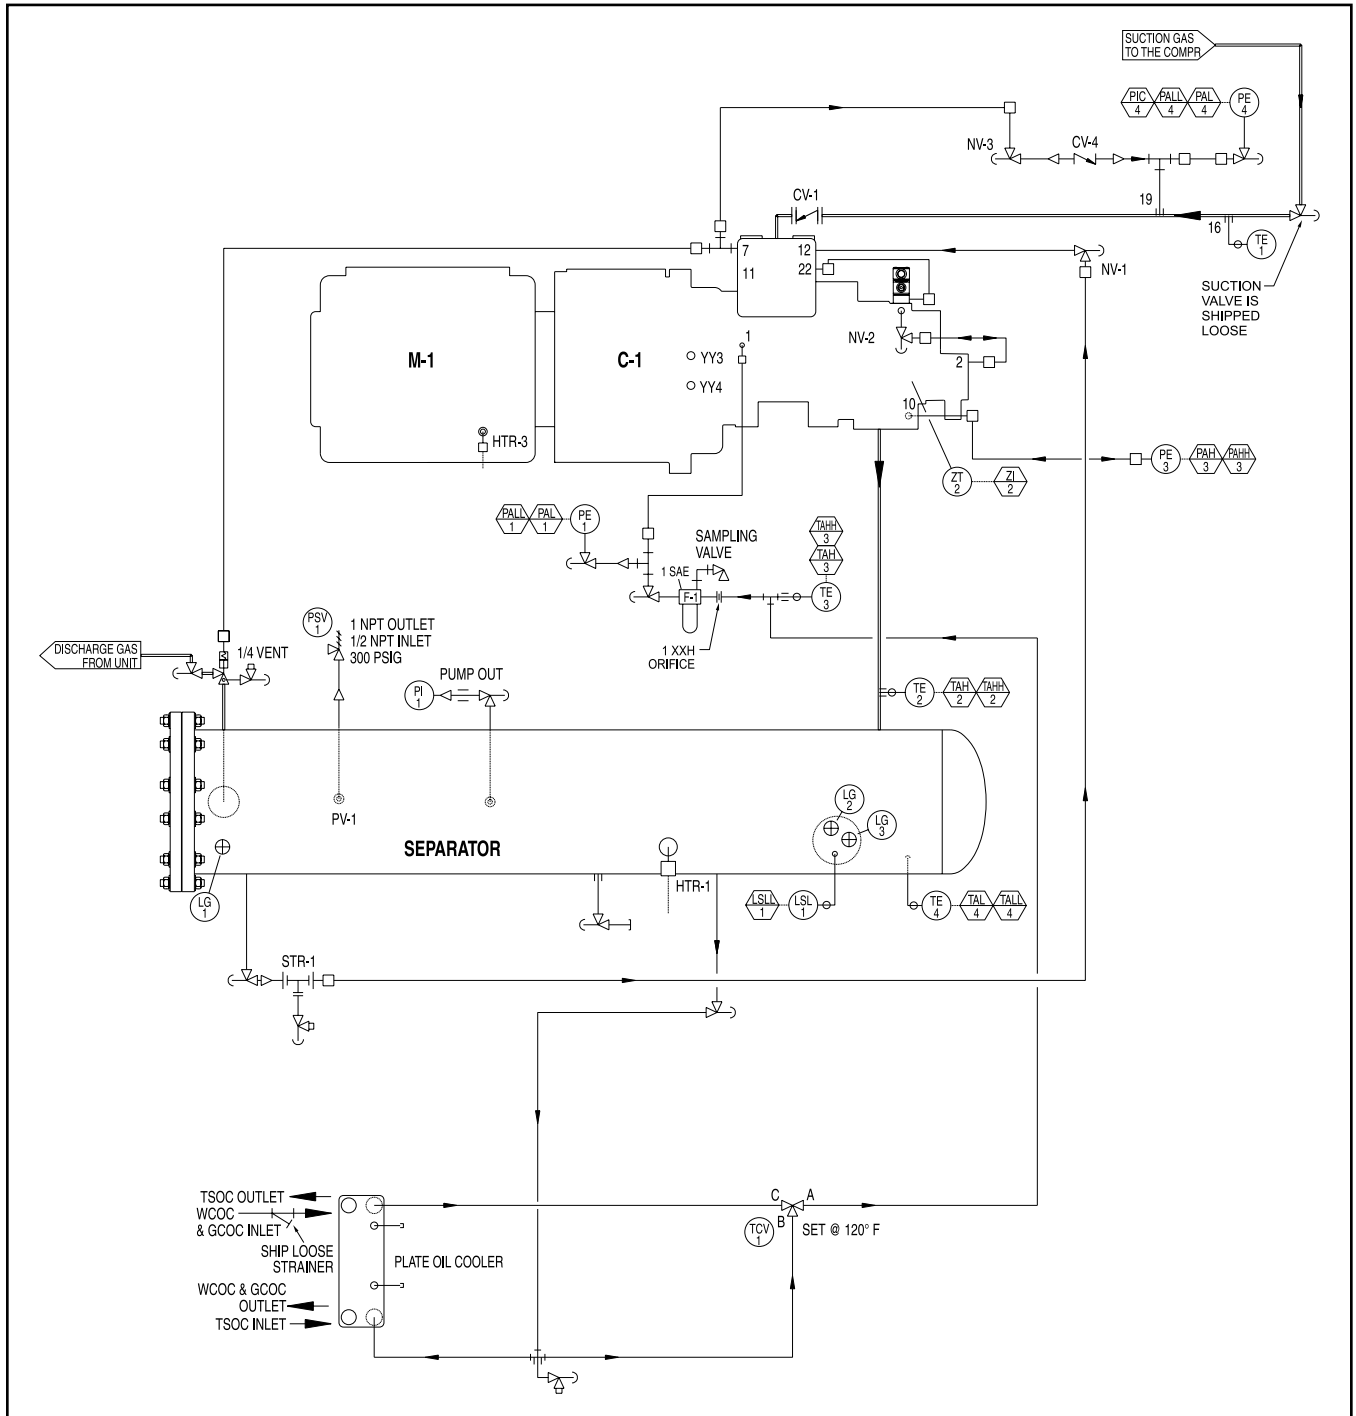 SUCTION GAS
TO THE COMPR
PIC
4
PALL
4
PAL
4
PE
4
NV-3
CV-4
CV-1
19
16
TE
1
7
12
11
22
NV-1
SUCTION
VALVE IS
SHIPPED
LOOSE
NV-2
1
M-1
C-1
YY3
YY4
2
10
HTR-3
PE
3
PAH
3
PAHH
3
ZT
2
ZI
2
PALL
1
PAL
1
PE
1
SAMPLING
VALVE
TAHH
3
TAH
3
1 SAE
F-1
TE
3
1 XXH
ORIFICE
PSV
1
1 NPT OUTLET
1/2 NPT INLET
300 PSIG
DISCHARGE GAS
FROM UNIT
1/4 VENT
PUMP OUT
PI
1
TE
2
TAH
2
TAHH
2
PV-1
LG
2
LG
3
SEPARATOR
HTR-1
LG
1
LSLL
1
LSL
1
TE
4
TAL
4
TALL
4
STR-1
TSOC OUTLET
WCOC
& GCOC INLET
SHIP LOOSE
STRAINER
PLATE OIL COOLER
WCOC & GCOC
OUTLET
TSOC INLET
C
A
B
TCV
1
SET @ 120° F